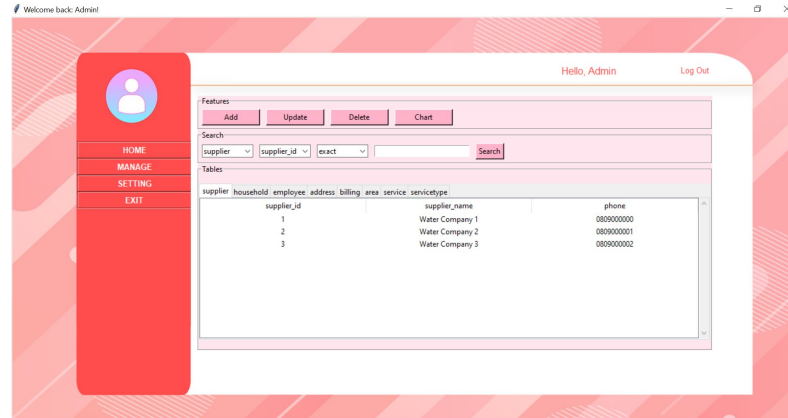 Welcome back: Admin!
Hello, Admin
Log Out
HOME
MANAGE
SETTING
EXIT
Features
Add Update Delete Chart
Search
supplier supplier_id exact Search
Tables
supplier household employee address billing area service servicetype
supplier_id supplier_name phone
1 Water Company 1 0809000000
2 Water Company 2 0809000001
3 Water Company 3 0809000002